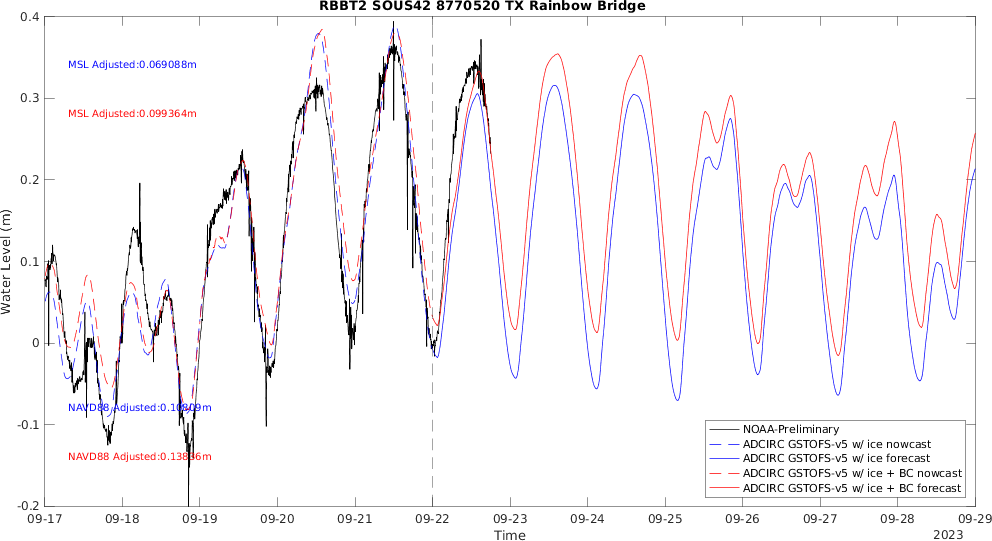 RBBT2 SOUS42 8770520 TX Rainbow Bridge
0.4
MSL Adjusted:0.069088m
0.3
MSL Adjusted:0.099364m
0.2
Water Level (m)
0.1
0
NAVD88 Adjusted:0.10809m
-0.1
NOAA-Preliminary
ADCIRC GSTOFS-v5 w/ ice nowcast
NAVD88 Adjusted:0.13836m
ADCIRC GSTOFS-v5 w/ ice forecast
ADCIRC GSTOFS-v5 w/ ice + BC nowcast
ADCIRC GSTOFS-v5 w/ ice + BC forecast
-0.2
09-17 09-18 09-19 09-20 09-21 09-22 09-23 09-24 09-25 09-26 09-27 09-28 09-29
Time
2023